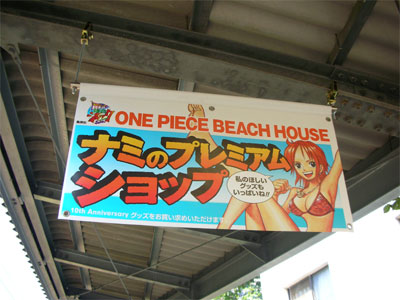 ONE PIECE BEACH HOUSE
ナミのプレミアム
ショップ
私のほしい
グッズも
いっぱいね!!
15th Anniversary グッズをお買い求めいただけます